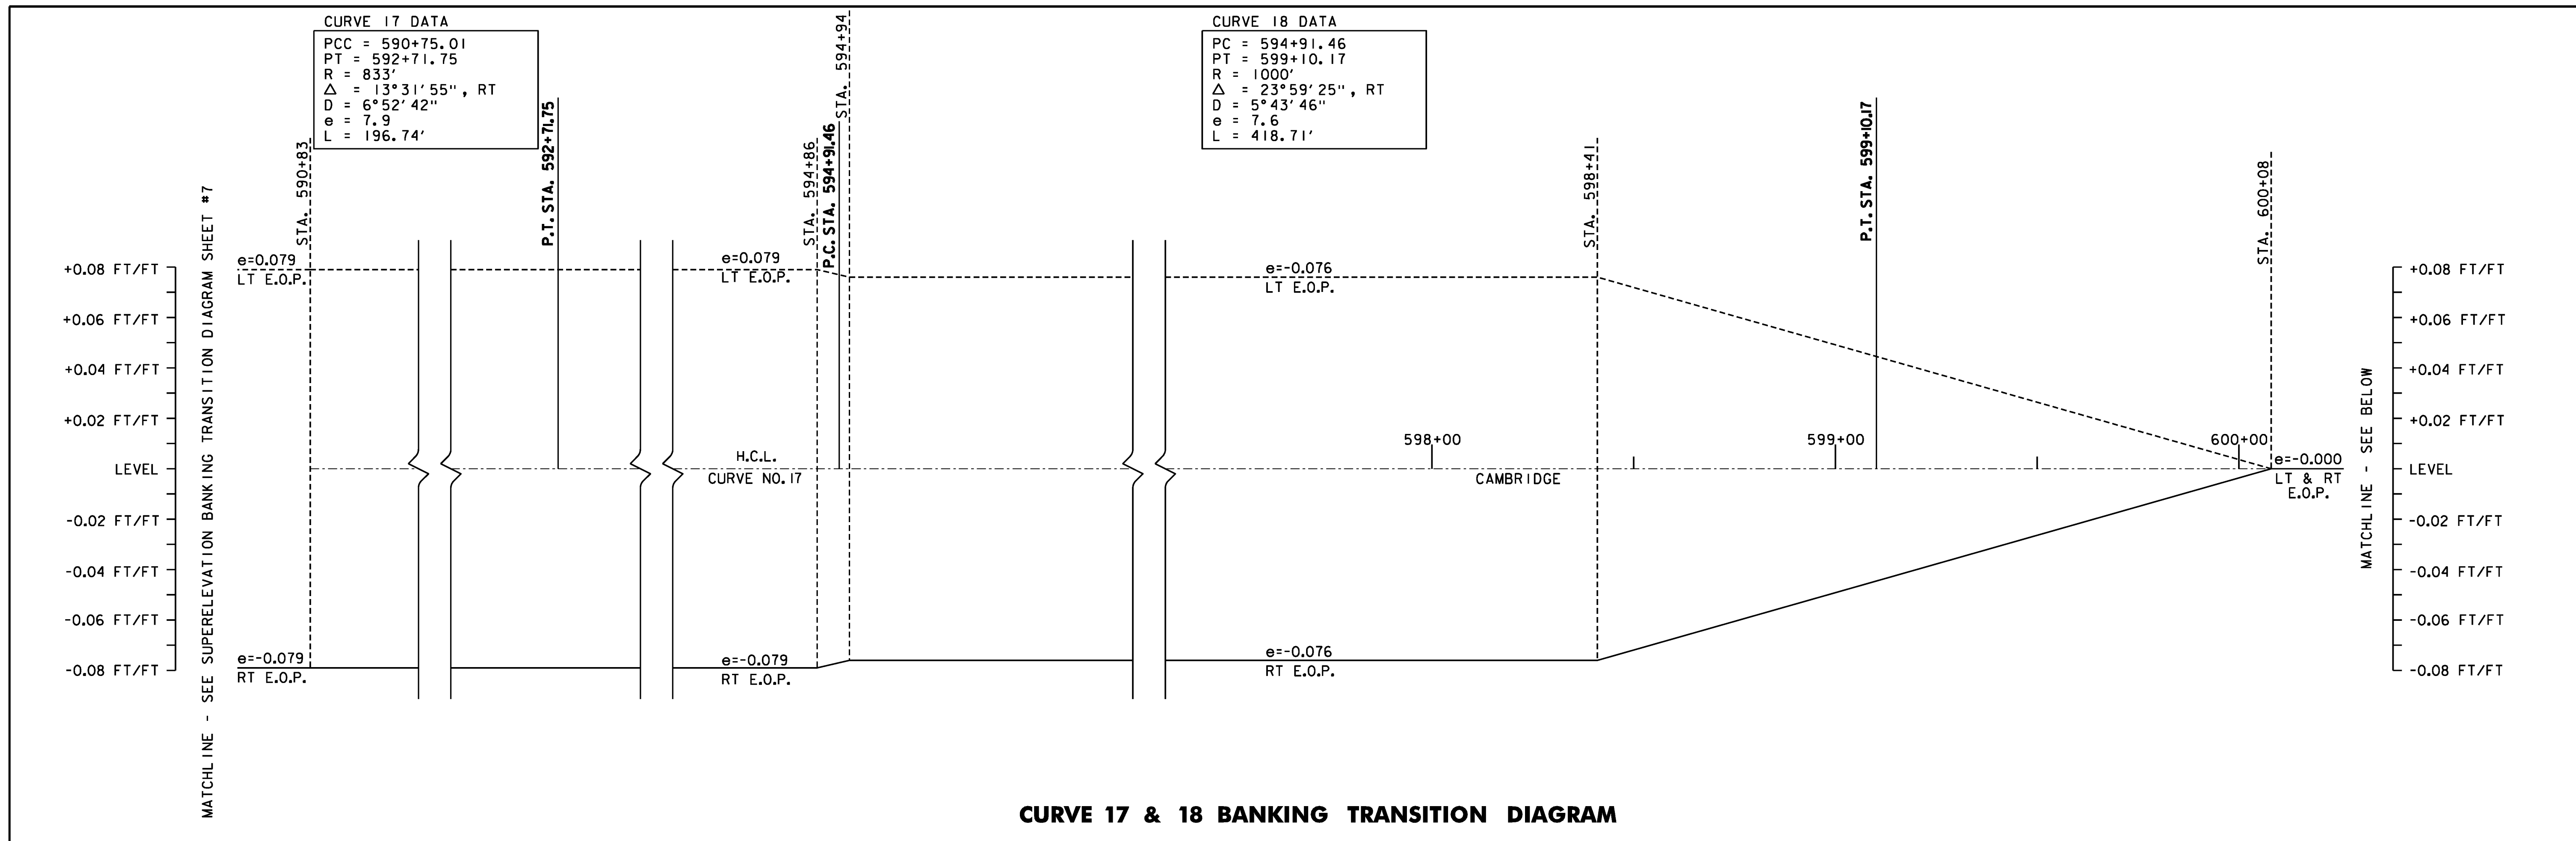 CURVE 17 DATA
PCC = 590+75.01
PT = 592+71.75
R = 833'
△ = 13°31'55", RT
D = 6°52'42"
e = 7.9
L = 196.74'
CURVE 18 DATA
PC = 594+91.46
PT = 599+10.17
R = 1000'
△ = 23°59'25", RT
D = 5°43'46"
e = 7.6
L = 418.71'
STA. 590+83
P.T. STA. 592+71.75
STA. 594+86
P.C. STA. 594+91.46
STA. 594+94
STA. 598+41
P.T. STA. 599+10.17
STA. 600+08
MATCHLINE - SEE SUPERELEVATION BANKING TRANSITION DIAGRAM SHEET #7
+0.08 FT/FT
+0.06 FT/FT
+0.04 FT/FT
+0.02 FT/FT
LEVEL
-0.02 FT/FT
-0.04 FT/FT
-0.06 FT/FT
-0.08 FT/FT
e=0.079
LT E.O.P.
e=0.079
LT E.O.P.
e=-0.076
LT E.O.P.
H.C.L.
CURVE NO.17
598+00
599+00
600+00
CAMBRIDGE
e=-0.000
LT & RT
E.O.P.
e=-0.079
RT E.O.P.
e=-0.079
RT E.O.P.
e=-0.076
RT E.O.P.
MATCHLINE - SEE BELOW
+0.08 FT/FT
+0.06 FT/FT
+0.04 FT/FT
+0.02 FT/FT
LEVEL
-0.02 FT/FT
-0.04 FT/FT
-0.06 FT/FT
-0.08 FT/FT
CURVE 17 & 18 BANKING TRANSITION DIAGRAM